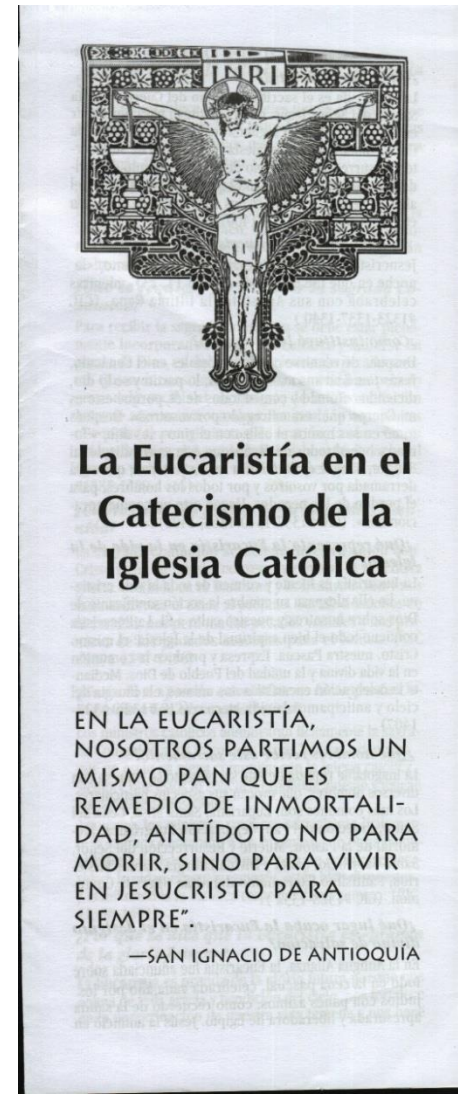 INRI
La Eucaristía en el
Catecismo de la
Iglesia Católica
EN LA EUCARISTÍA,
NOSOTROS PARTIMOS UN
MISMO PAN QUE ES
REMEDIO DE INMORTALI-
DAD, ANTÍDOTO NO PARA
MORIR, SINO PARA VIVIR
EN JESUCRISTO PARA
SIEMPRE".
—SAN IGNACIO DE ANTIOQUÍA